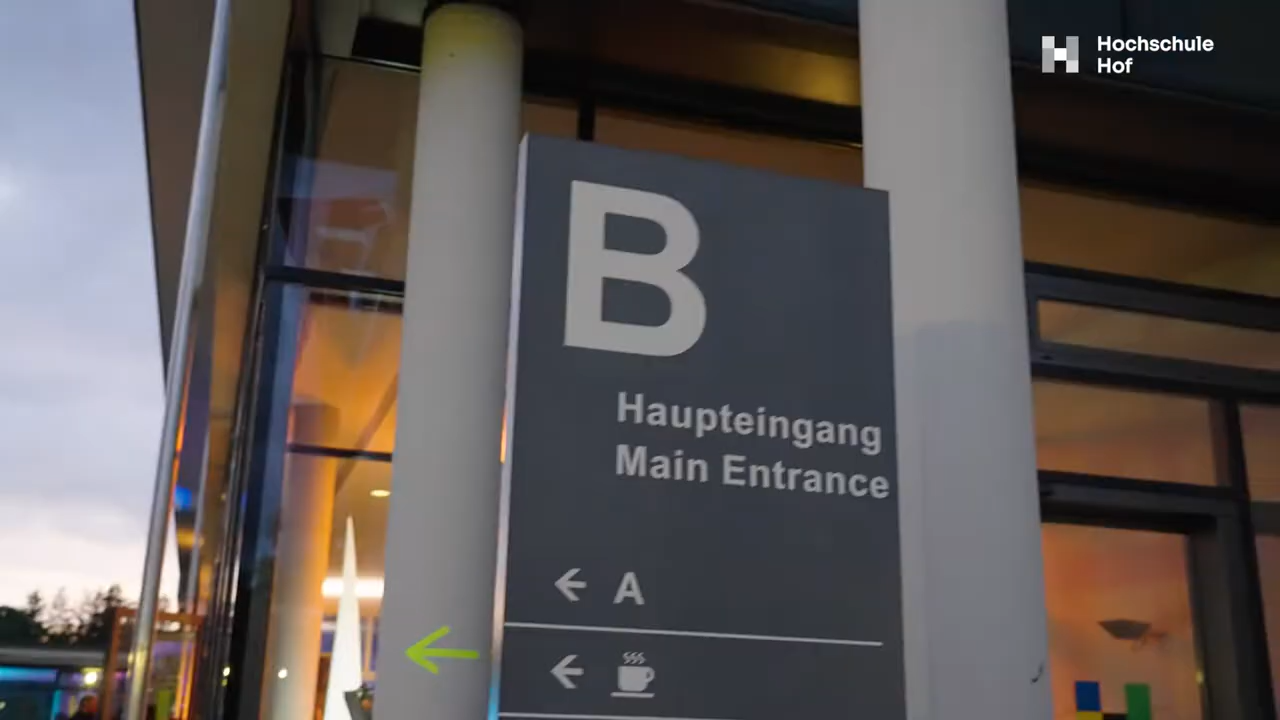 Hochschule
Hof
B
Haupteingang
Main Entrance
← A
←